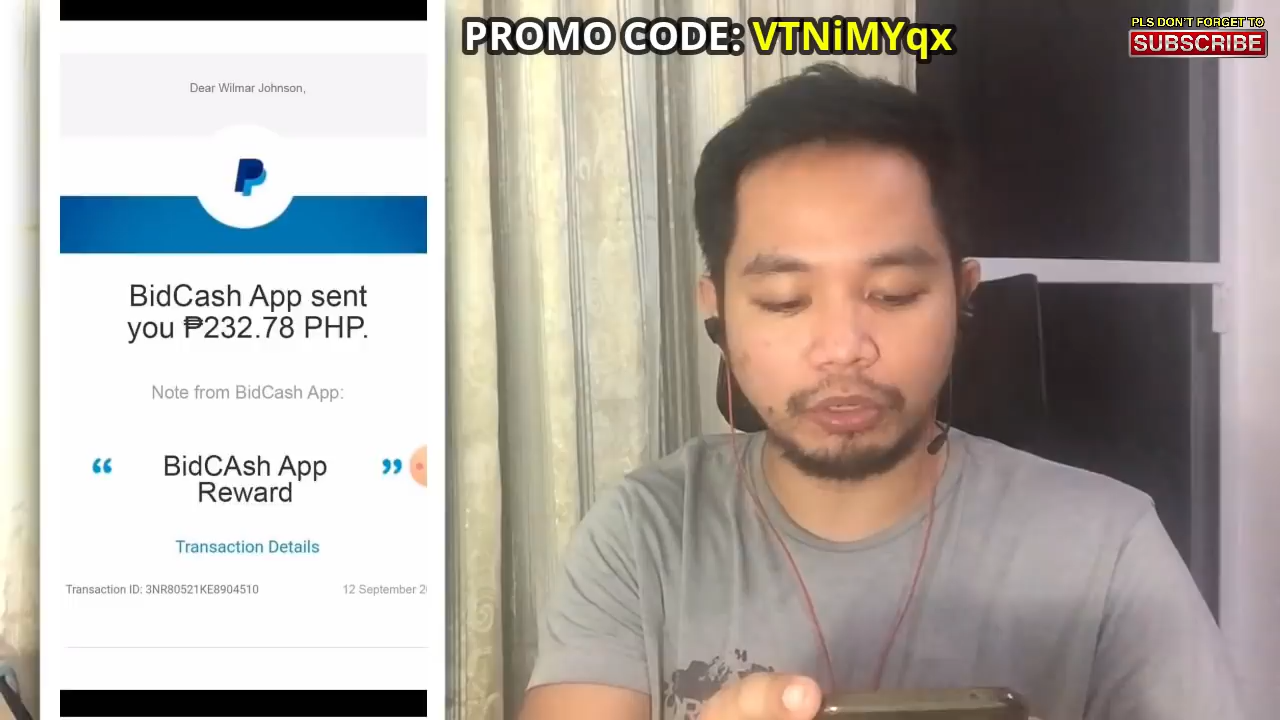 PROMO CODE: VTNiMYqx
PLS DON'T FORGET TO
SUBSCRIBE
Dear Wilmar Johnson,
BidCash App sent
you ₱232.78 PHP.
Note from BidCash App:
“ BidCAsh App ”
Reward
Transaction Details
Transaction ID: 3NR80521KE8904510 12 September